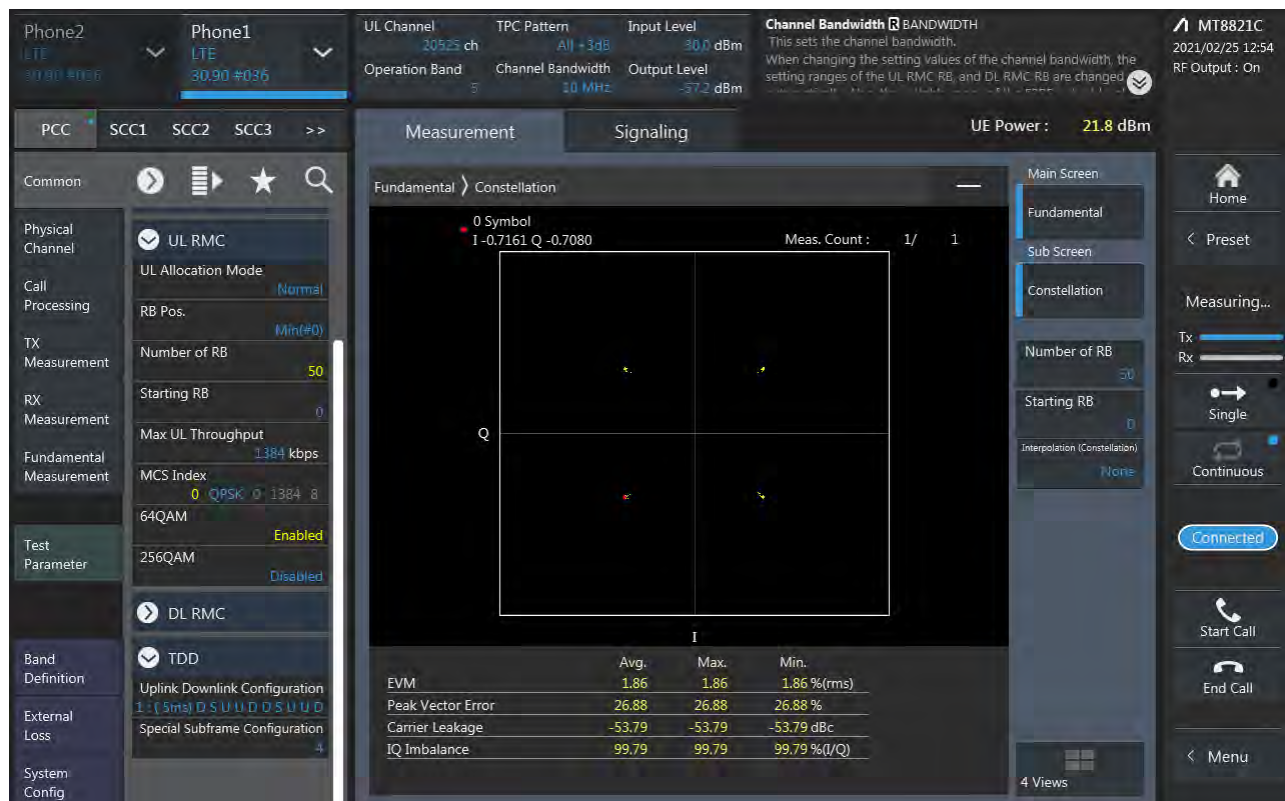 Phone2
LTE
30.90 #036
Phone1
LTE
30.90 #036
UL Channel
20525 ch
TPC Pattern
All +3dB
Input Level
30.0 dBm
Operation Band
5
Channel Bandwidth
10 MHz
Output Level
-57.2 dBm
Channel Bandwidth R BANDWIDTH
This sets the channel bandwidth.
When changing the setting values of the channel bandwidth, the
setting ranges of the UL RMC RB, and DL RMC RB are changed
MT8821C
2021/02/25 12:54
RF Output : On
PCC SCC1 SCC2 SCC3 >>
Measurement
Signaling
UE Power : 21.8 dBm
Common
Physical
Channel
Call
Processing
TX
Measurement
RX
Measurement
Fundamental
Measurement
Test
Parameter
Band
Definition
External
Loss
System
Config
UL RMC
UL Allocation Mode
Normal
RB Pos.
Min(#0)
Number of RB
50
Starting RB
0
Max UL Throughput
1384 kbps
MCS Index
0 QPSK 0 1384 8
64QAM
Enabled
256QAM
Disabled
DL RMC
TDD
Uplink Downlink Configuration
1 : ( 5ms) D S U U D D S U U D
Special Subframe Configuration
4
Fundamental ⟩ Constellation
0 Symbol
I -0.7161 Q -0.7080
Meas. Count : 1/ 1
Q
I
Avg. Max. Min.
EVM 1.86 1.86 1.86 %(rms)
Peak Vector Error 26.88 26.88 26.88 %
Carrier Leakage -53.79 -53.79 -53.79 dBc
IQ Imbalance 99.79 99.79 99.79 %(I/Q)
Main Screen
Fundamental
Sub Screen
Constellation
Number of RB
50
Starting RB
0
Interpolation (Constellation)
None
4 Views
Home
< Preset
Measuring...
Tx
Rx
Single
Continuous
Connected
Start Call
End Call
< Menu